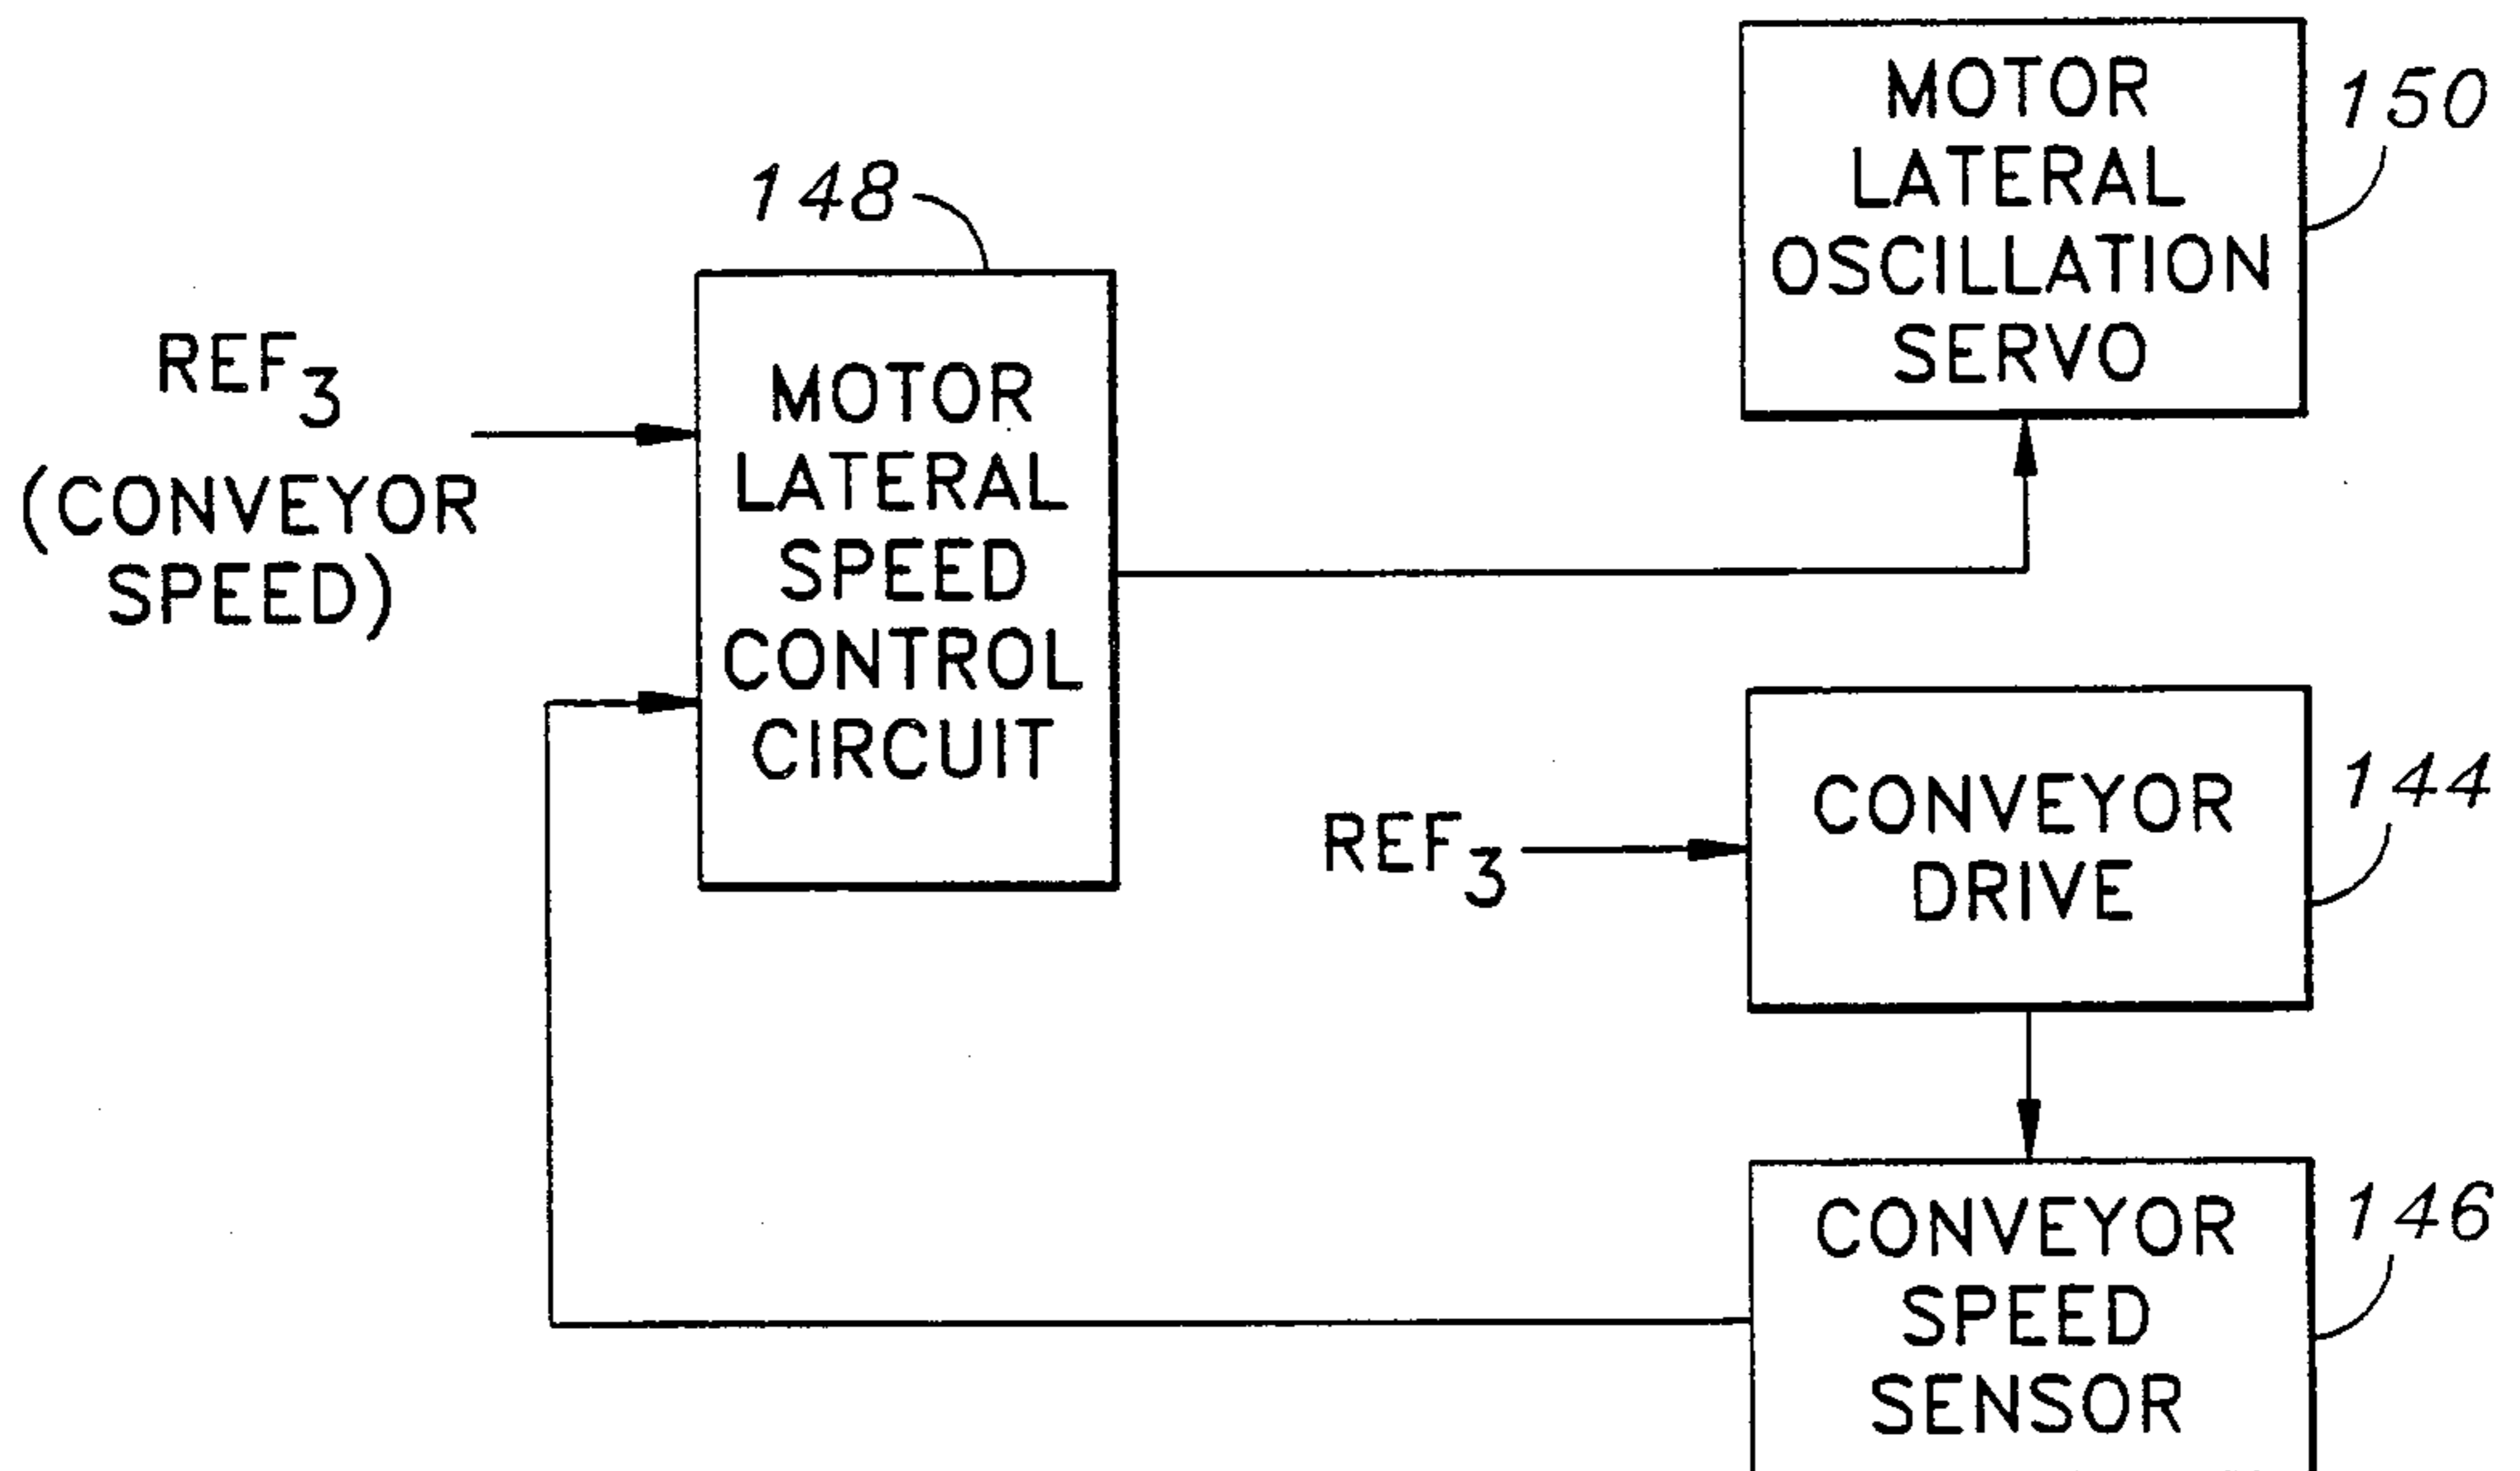 150
MOTOR
LATERAL
OSCILLATION
SERVO
148
REF₃
(CONVEYOR
SPEED)
MOTOR
LATERAL
SPEED
CONTROL
CIRCUIT
144
REF₃
CONVEYOR
DRIVE
146
CONVEYOR
SPEED
SENSOR